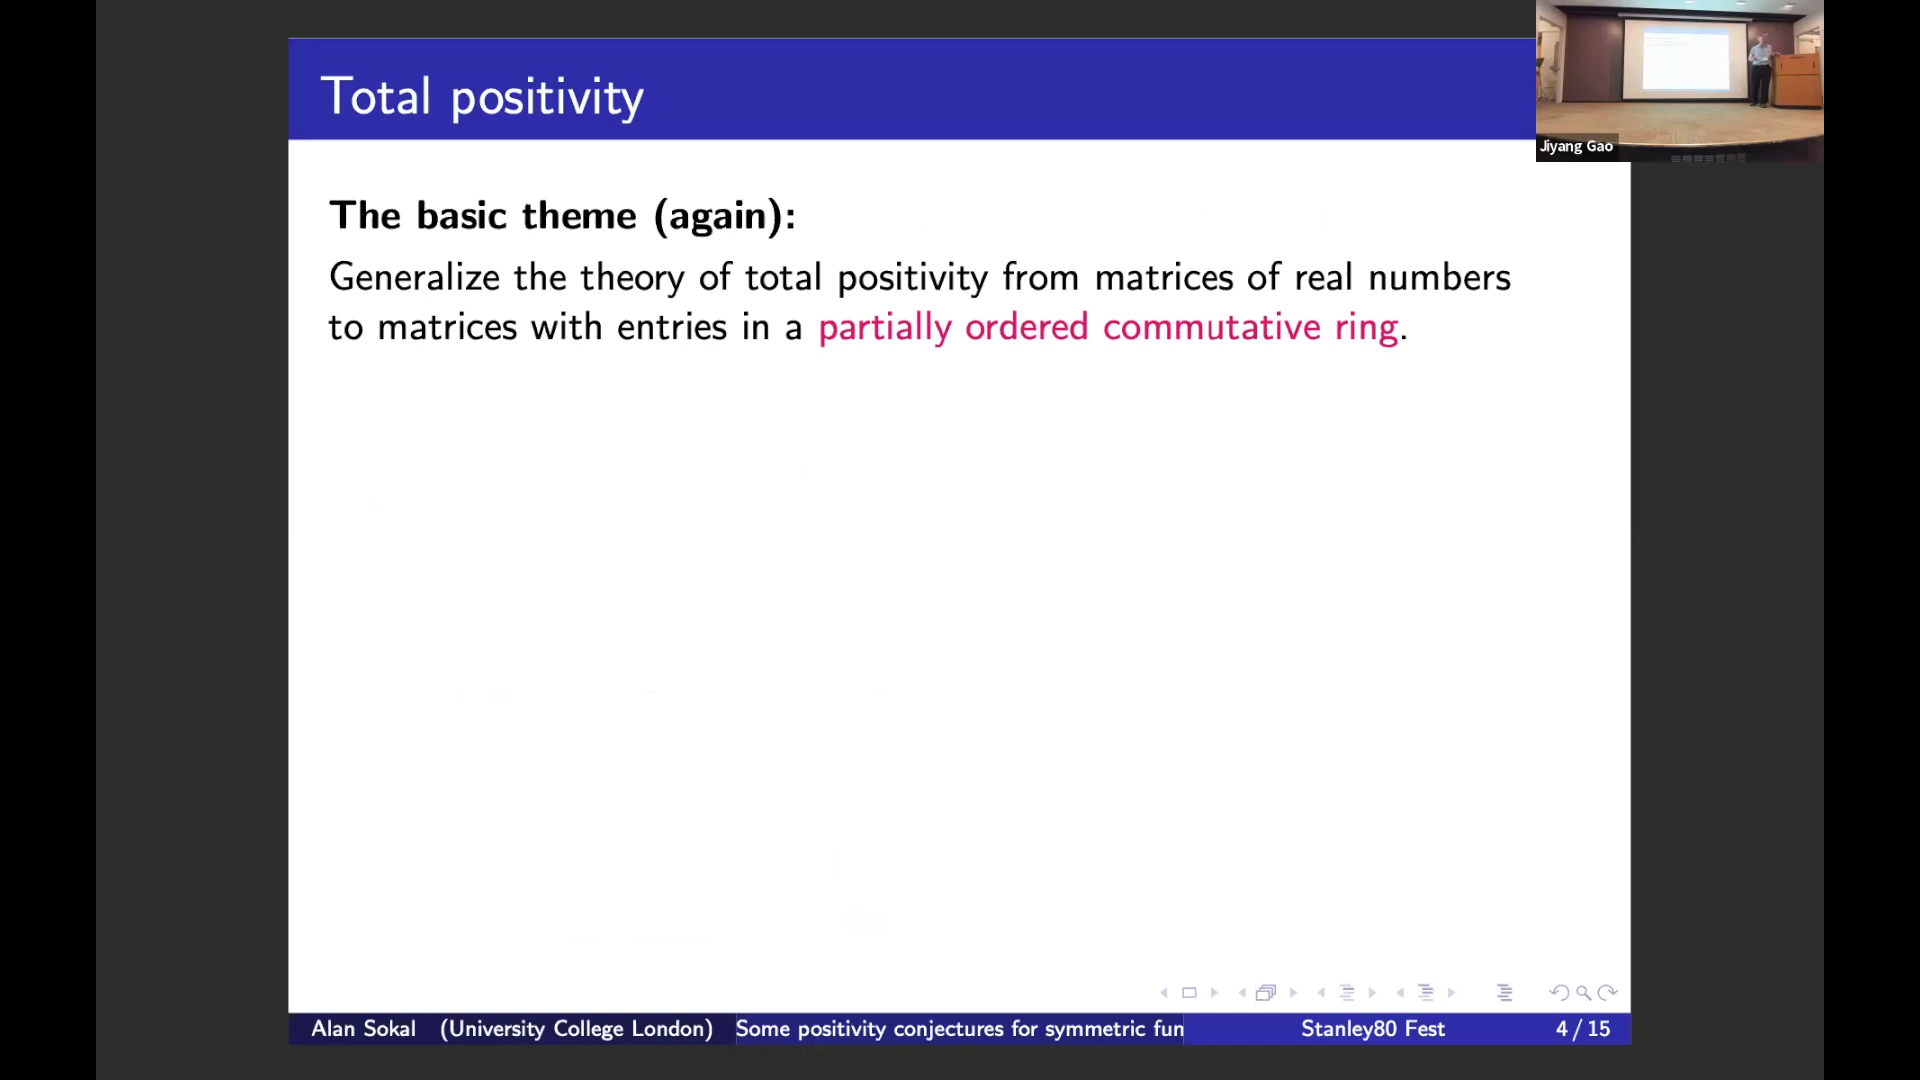 Total positivity
Jiyang Gao
The basic theme (again):
Generalize the theory of total positivity from matrices of real numbers
to matrices with entries in a partially ordered commutative ring.
Alan Sokal (University College London) Some positivity conjectures for symmetric fun Stanley80 Fest 4 / 15